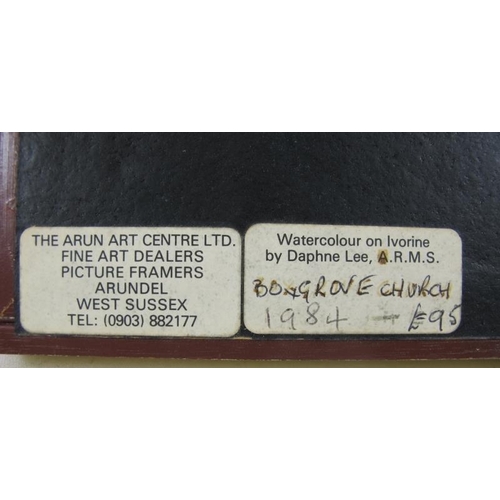 THE ARUN ART CENTRE LTD.
FINE ART DEALERS
PICTURE FRAMERS
ARUNDEL
WEST SUSSEX
TEL: (0903) 882177
Watercolour on Ivorine
by Daphne Lee, A.R.M.S.
BOXGROVE CHURCH
1984 - £95